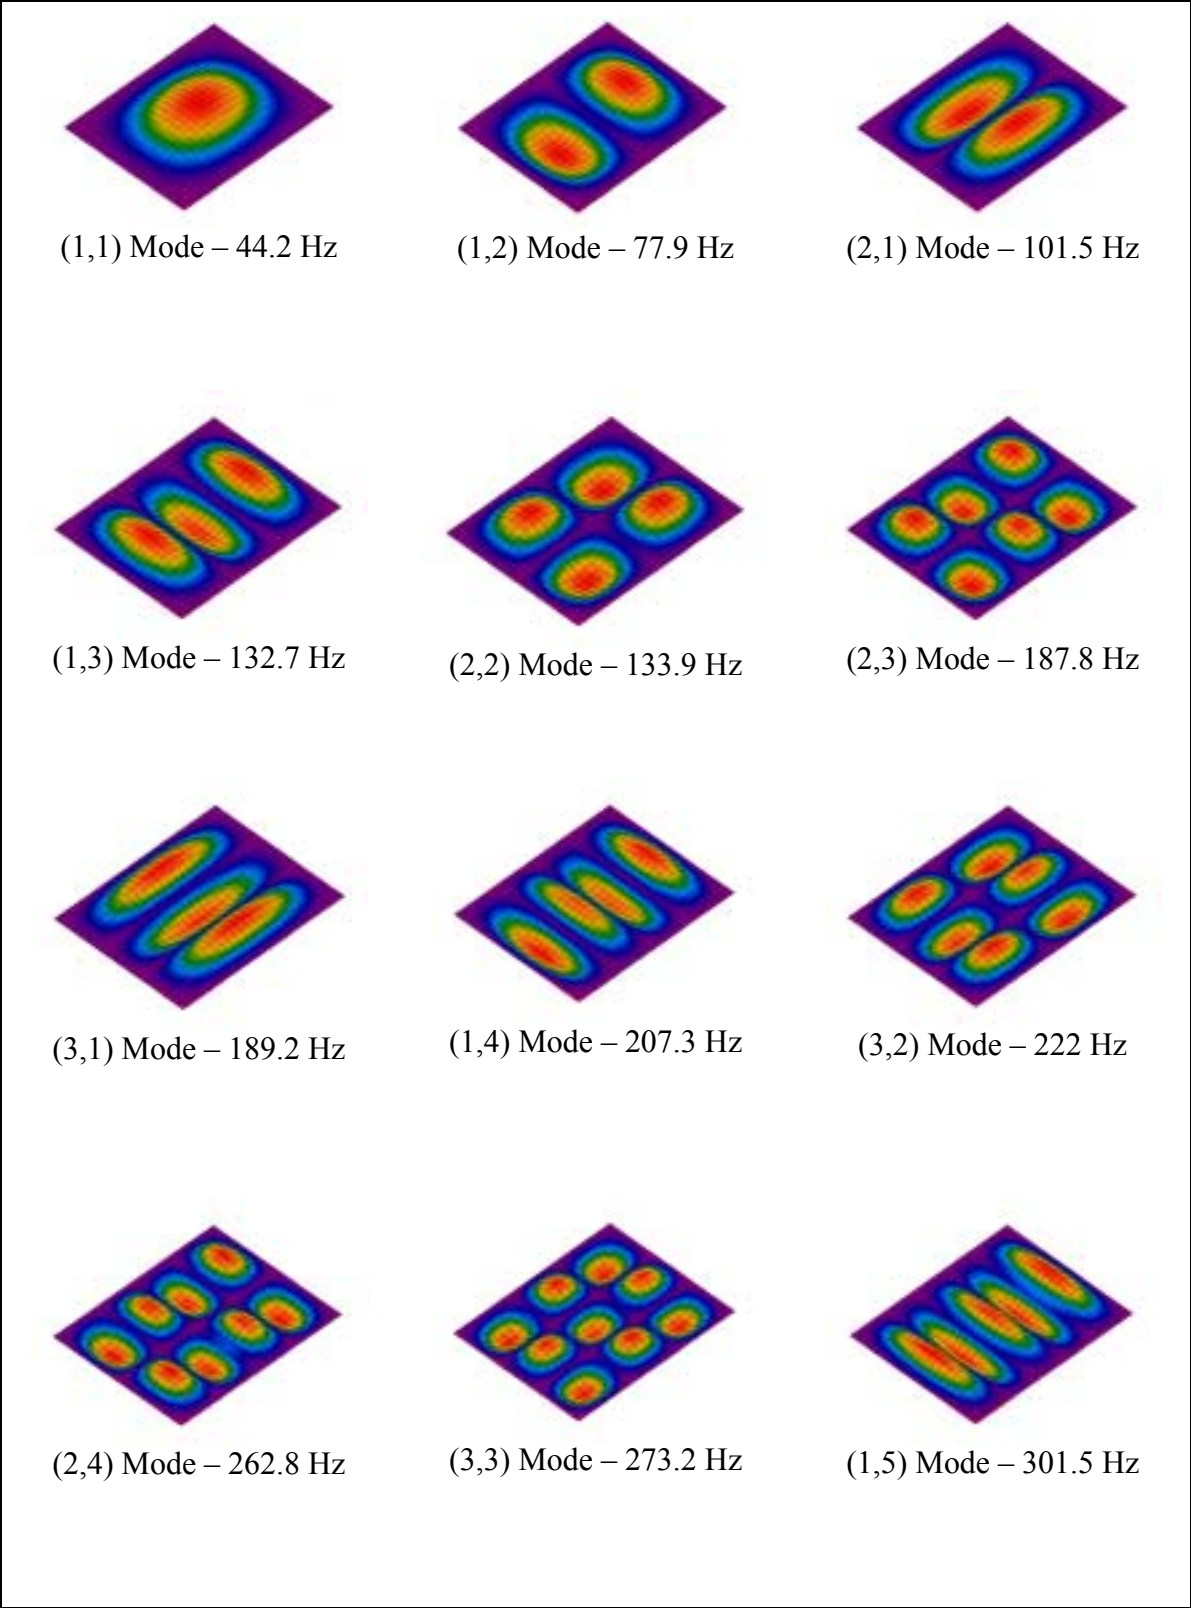 (1,1) Mode – 44.2 Hz
(1,2) Mode – 77.9 Hz
(2,1) Mode – 101.5 Hz
(1,3) Mode – 132.7 Hz
(2,2) Mode – 133.9 Hz
(2,3) Mode – 187.8 Hz
(3,1) Mode – 189.2 Hz
(1,4) Mode – 207.3 Hz
(3,2) Mode – 222 Hz
(2,4) Mode – 262.8 Hz
(3,3) Mode – 273.2 Hz
(1,5) Mode – 301.5 Hz